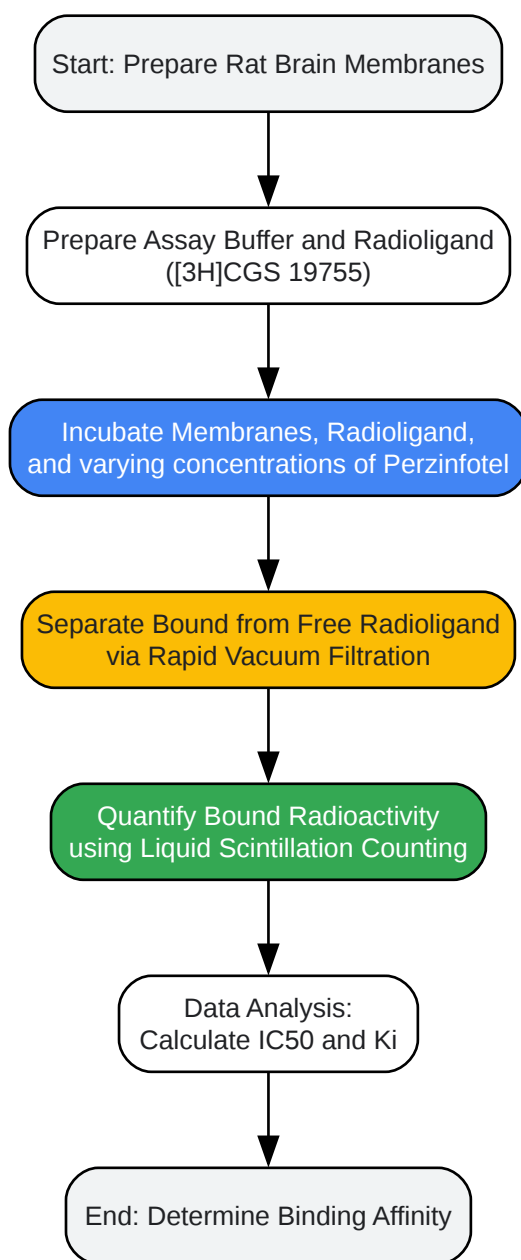 Start: Prepare Rat Brain Membranes
Prepare Assay Buffer and Radioligand
([3H]CGS 19755)
Incubate Membranes, Radioligand,
and varying concentrations of Perzinfotel
Separate Bound from Free Radioligand
via Rapid Vacuum Filtration
Quantify Bound Radioactivity
using Liquid Scintillation Counting
Data Analysis:
Calculate IC50 and Ki
End: Determine Binding Affinity